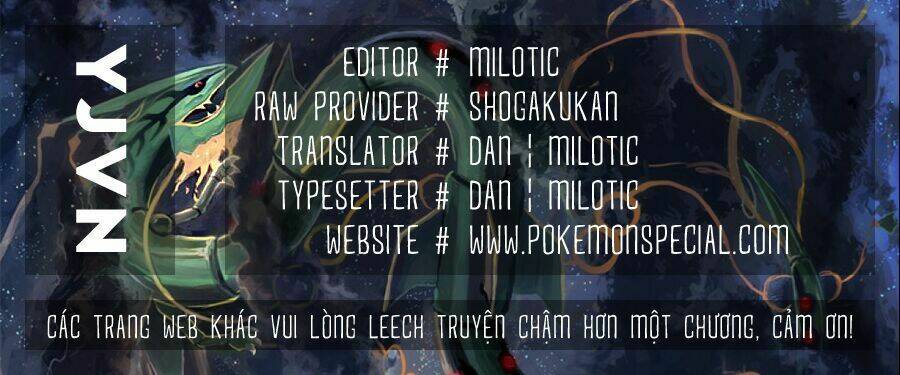 YJVN
EDITOR # MILOTIC
RAW PROVIDER # SHOGAKUKAN
TRANSLATOR # DAN ¦ MILOTIC
TYPESETTER # DAN ¦ MILOTIC
WEBSITE # WWW.POKEMONSPECIAL.COM
CÁC TRANG WEB KHÁC VUI LÒNG LEECH TRUYỆN CHẬM HƠN MỘT CHƯƠNG, CẢM ƠN!